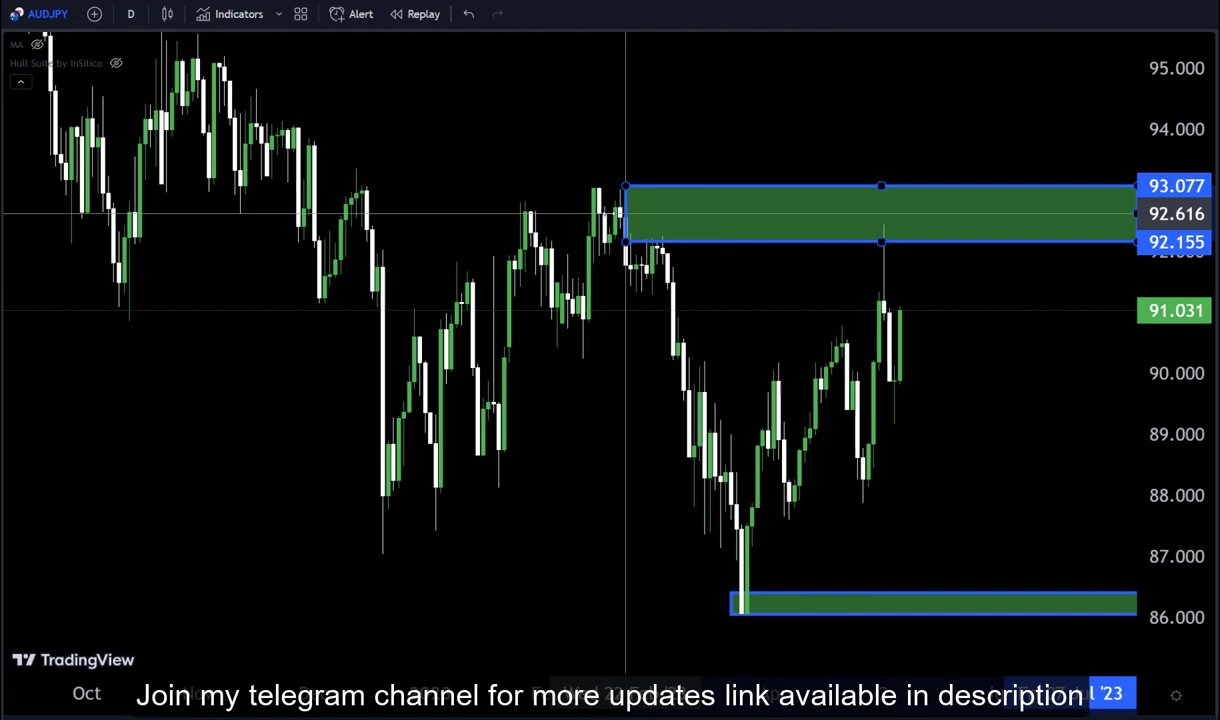 AUDJPY D Indicators Alert Replay
MA
Hull Suite by InSilico
95.000
94.000
93.077
92.616
92.155
91.031
90.000
89.000
88.000
87.000
86.000
TradingView
Oct '23
Join my telegram channel for more updates link available in description